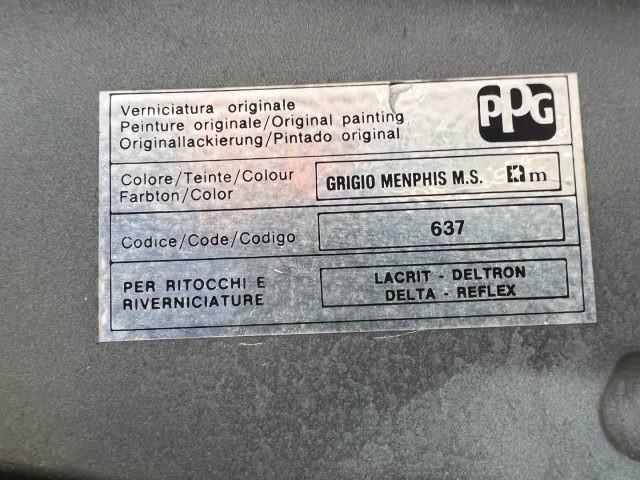 Verniciatura originale
Peinture originale/Original painting
Originallackierung/Pintado original
PPG
Colore/Teinte/Colour
Farbton/Color
GRIGIO MENPHIS M.S. m
Codice/Code/Codigo
637
PER RITOCCHI E
RIVERNICIATURE
LACRIT - DELTRON
DELTA - REFLEX